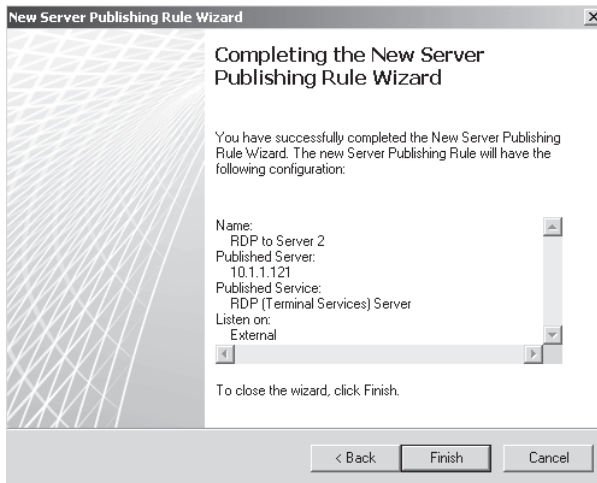 New Server Publishing Rule Wizard
Completing the New Server
Publishing Rule Wizard
You have successfully completed the New Server Publishing
Rule Wizard. The new Server Publishing Rule will have the
following configuration:
Name:
RDP to Server 2
Published Server:
10.1.1.121
Published Service:
RDP (Terminal Services) Server
Listen on:
External
To close the wizard, click Finish.
< Back
Finish
Cancel